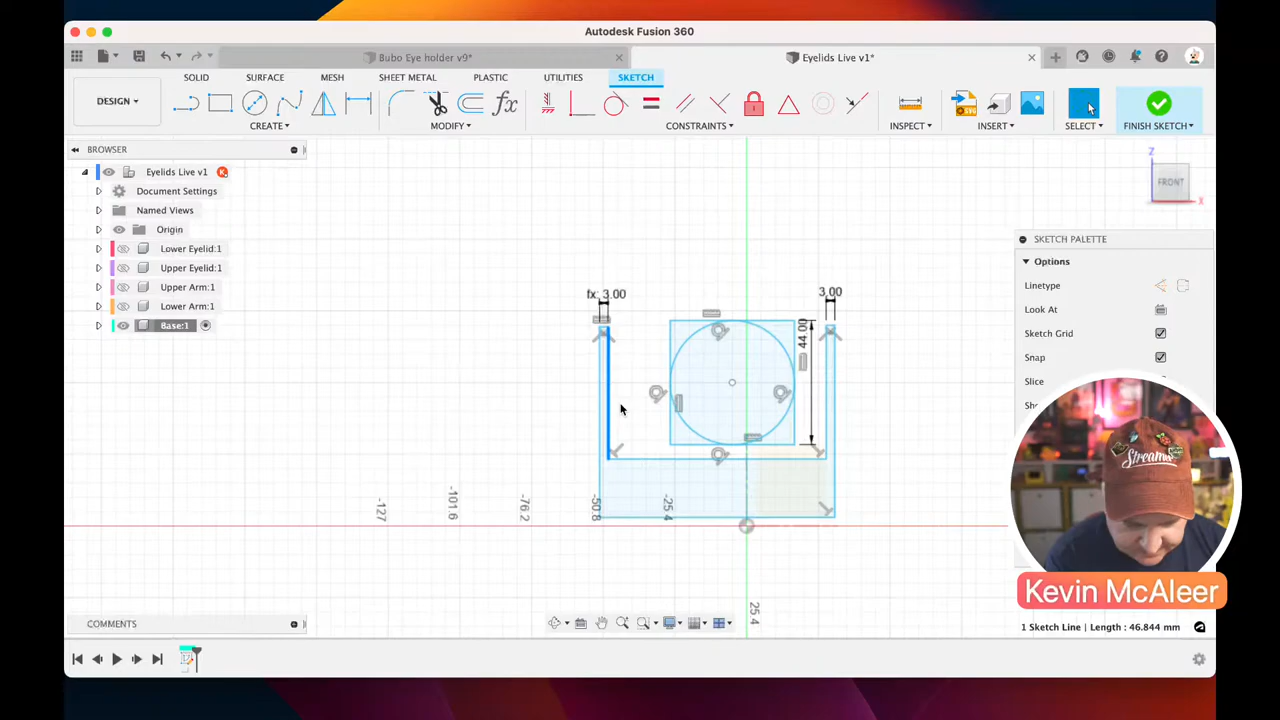 Autodesk Fusion 360
Bubo Eye holder v9*
Eyelids Live v1*
SOLID SURFACE MESH SHEET METAL PLASTIC UTILITIES SKETCH
DESIGN
fx
CREATE MODIFY CONSTRAINTS INSPECT INSERT SELECT FINISH SKETCH
BROWSER
Eyelids Live v1
K
Document Settings
Named Views
Origin
Lower Eyelid:1
Upper Eyelid:1
Upper Arm:1
Lower Arm:1
Base:1
Z
FRONT
X
SKETCH PALETTE
Options
Linetype
Look At
Sketch Grid
Snap
Slice
fx: 3.00
3.00
44.00
-127
-101.6
-76.2
-50.8
-25.4
25.4
Streamer
Kevin McAleer
COMMENTS
1 Sketch Line | Length : 46.844 mm